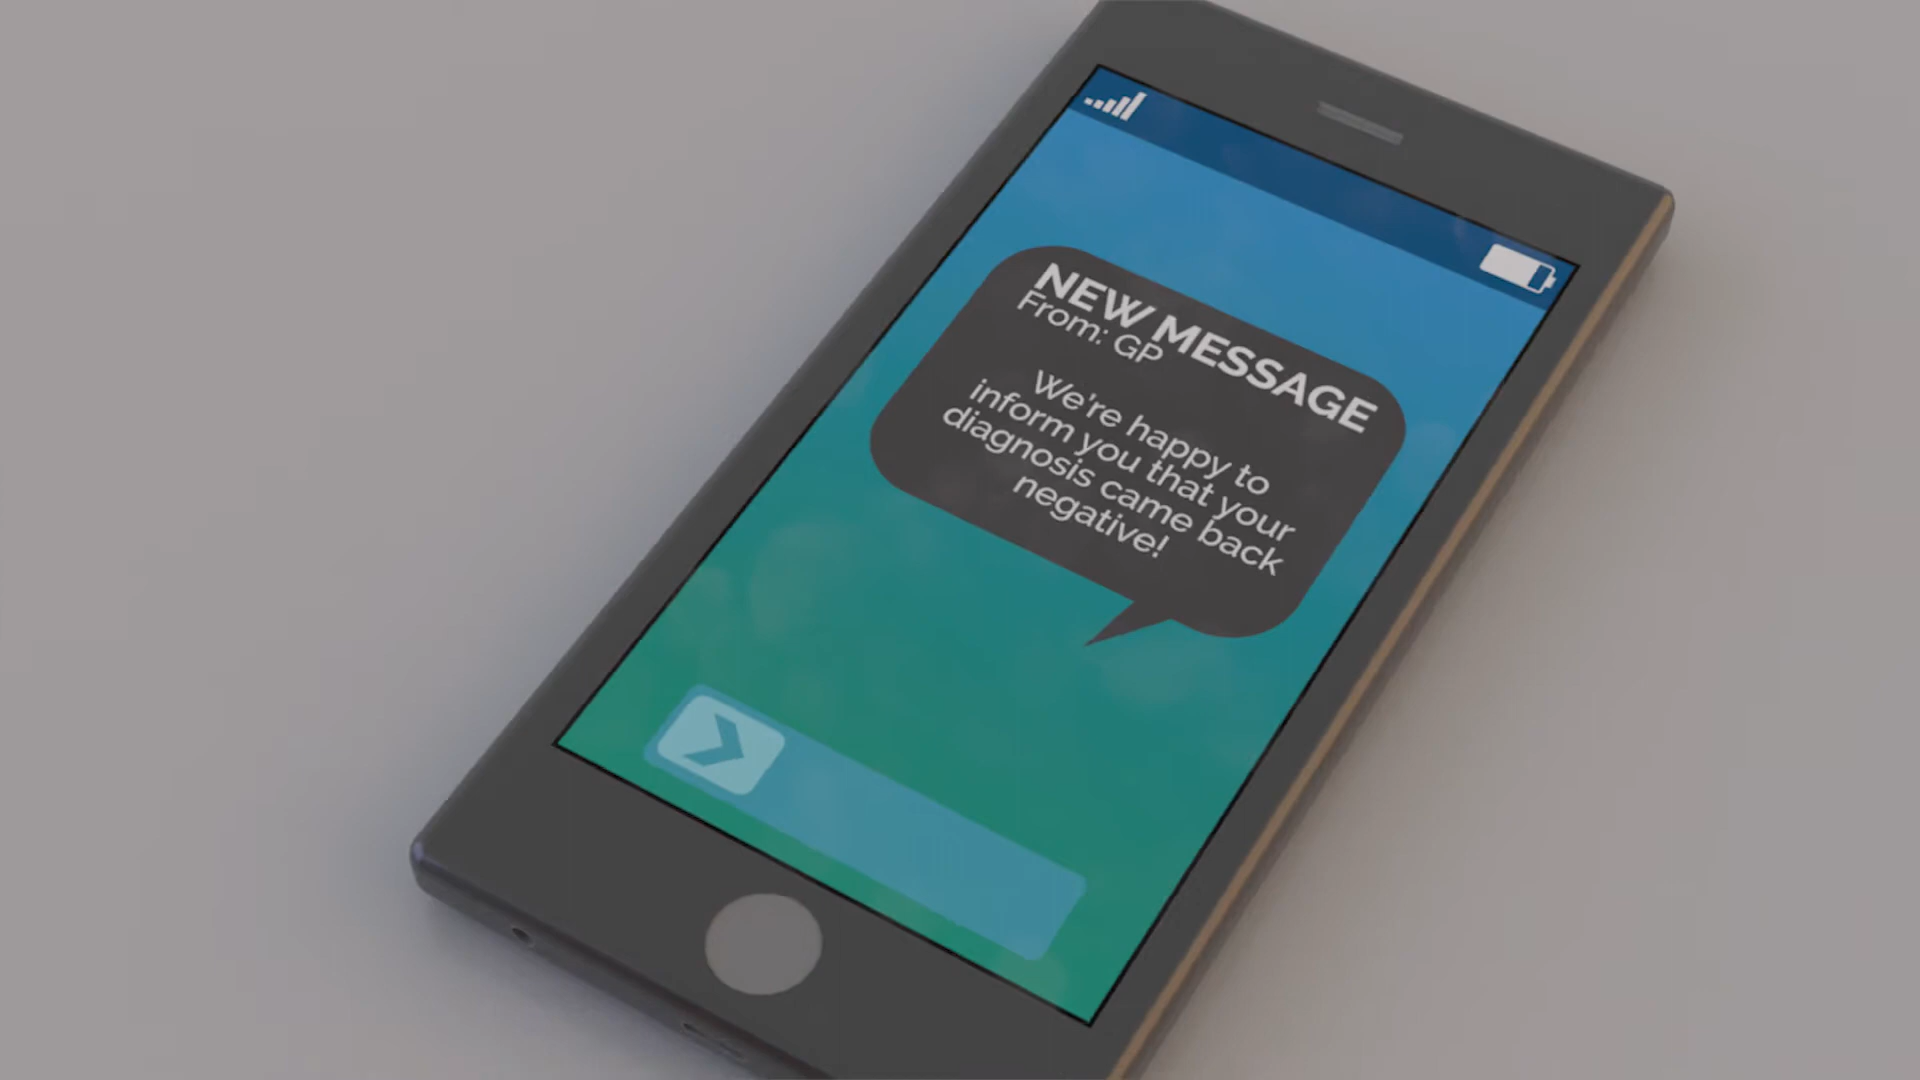 NEW MESSAGE
From: GP
We're happy to
inform you that your
diagnosis came back
negative!